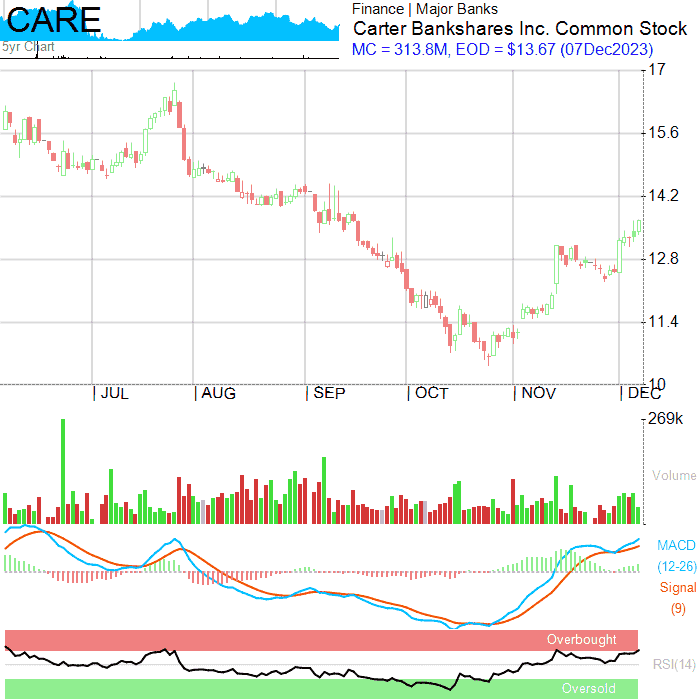 CARE
5yr Chart
Finance | Major Banks
Carter Bankshares Inc. Common Stock
MC = 313.8M, EOD = $13.67 (07Dec2023)
17
15.6
14.2
12.8
11.4
10
JUL AUG SEP OCT NOV DEC
269k
Volume
MACD
(12-26)
Signal
(9)
Overbought
RSI(14)
Oversold